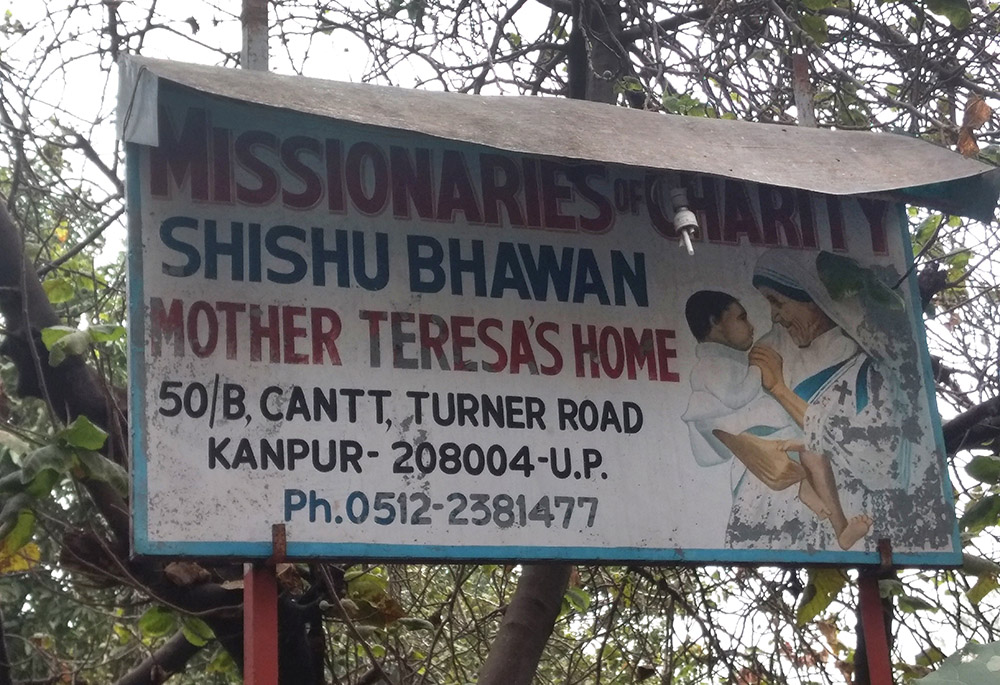 MISSIONARIES OF CHARITY
SHISHU BHAWAN
MOTHER TERESA'S HOME
50/B, CANTT, TURNER ROAD
KANPUR- 208004-U.P.
Ph.0512-2381477